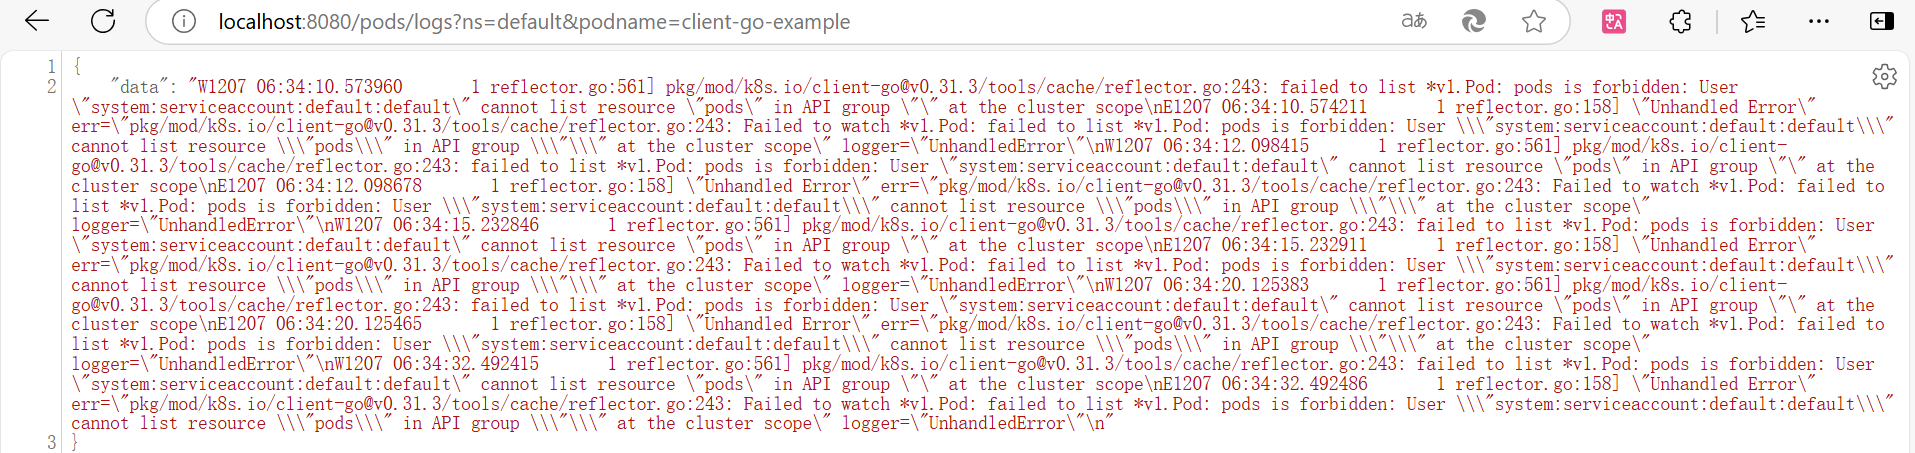 localhost:8080/pods/logs?ns=default&podname=client-go-example
1 {
2 "data": "W1207 06:34:10.573960 1 reflector.go:561] pkg/mod/k8s.io/client-go@v0.31.3/tools/cache/reflector.go:243: failed to list *v1.Pod: pods is forbidden: User
\"system:serviceaccount:default:default\" cannot list resource \"pods\" in API group \"\" at the cluster scope\nE1207 06:34:10.574211 1 reflector.go:158] \"Unhandled Error\"
err=\"pkg/mod/k8s.io/client-go@v0.31.3/tools/cache/reflector.go:243: Failed to watch *v1.Pod: failed to list *v1.Pod: pods is forbidden: User \\\"system:serviceaccount:default:default\\\"
cannot list resource \\\"pods\\\" in API group \\\"\\\" at the cluster scope\" logger=\"UnhandledError\"\nW1207 06:34:12.098415 1 reflector.go:561] pkg/mod/k8s.io/client-
go@v0.31.3/tools/cache/reflector.go:243: failed to list *v1.Pod: pods is forbidden: User \"system:serviceaccount:default:default\" cannot list resource \"pods\" in API group \"\" at the
cluster scope\nE1207 06:34:12.098678 1 reflector.go:158] \"Unhandled Error\" err=\"pkg/mod/k8s.io/client-go@v0.31.3/tools/cache/reflector.go:243: Failed to watch *v1.Pod: failed to
list *v1.Pod: pods is forbidden: User \\\"system:serviceaccount:default:default\\\" cannot list resource \\\"pods\\\" in API group \\\"\\\" at the cluster scope\"
logger=\"UnhandledError\"\nW1207 06:34:15.232846 1 reflector.go:561] pkg/mod/k8s.io/client-go@v0.31.3/tools/cache/reflector.go:243: failed to list *v1.Pod: pods is forbidden: User
\"system:serviceaccount:default:default\" cannot list resource \"pods\" in API group \"\" at the cluster scope\nE1207 06:34:15.232911 1 reflector.go:158] \"Unhandled Error\"
err=\"pkg/mod/k8s.io/client-go@v0.31.3/tools/cache/reflector.go:243: Failed to watch *v1.Pod: failed to list *v1.Pod: pods is forbidden: User \\\"system:serviceaccount:default:default\\\"
cannot list resource \\\"pods\\\" in API group \\\"\\\" at the cluster scope\" logger=\"UnhandledError\"\nW1207 06:34:20.125383 1 reflector.go:561] pkg/mod/k8s.io/client-
go@v0.31.3/tools/cache/reflector.go:243: failed to list *v1.Pod: pods is forbidden: User \"system:serviceaccount:default:default\" cannot list resource \"pods\" in API group \"\" at the
cluster scope\nE1207 06:34:20.125465 1 reflector.go:158] \"Unhandled Error\" err=\"pkg/mod/k8s.io/client-go@v0.31.3/tools/cache/reflector.go:243: Failed to watch *v1.Pod: failed to
list *v1.Pod: pods is forbidden: User \\\"system:serviceaccount:default:default\\\" cannot list resource \\\"pods\\\" in API group \\\"\\\" at the cluster scope\"
logger=\"UnhandledError\"\nW1207 06:34:32.492415 1 reflector.go:561] pkg/mod/k8s.io/client-go@v0.31.3/tools/cache/reflector.go:243: failed to list *v1.Pod: pods is forbidden: User
\"system:serviceaccount:default:default\" cannot list resource \"pods\" in API group \"\" at the cluster scope\nE1207 06:34:32.492486 1 reflector.go:158] \"Unhandled Error\"
err=\"pkg/mod/k8s.io/client-go@v0.31.3/tools/cache/reflector.go:243: Failed to watch *v1.Pod: failed to list *v1.Pod: pods is forbidden: User \\\"system:serviceaccount:default:default\\\"
cannot list resource \\\"pods\\\" in API group \\\"\\\" at the cluster scope\" logger=\"UnhandledError\"\n"
3 }